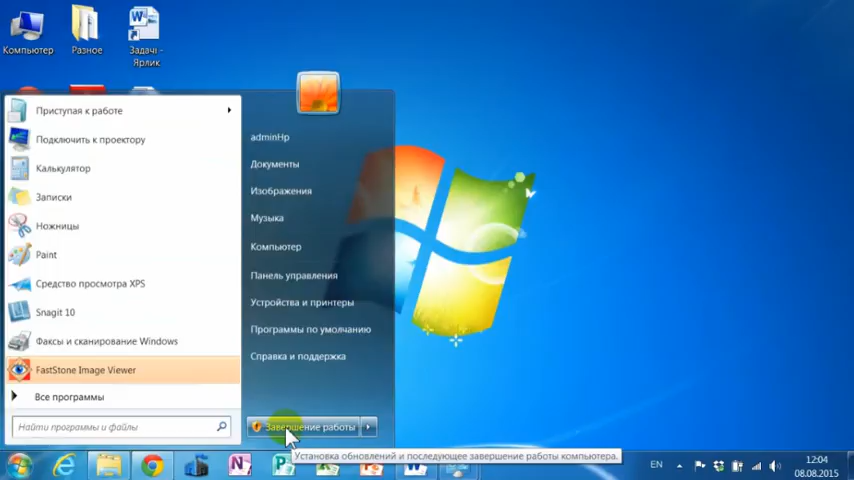 Компьютер
Разное
Задачі -
Ярлик
Приступая к работе
Подключить к проектору
Калькулятор
Записки
Ножницы
Paint
Средство просмотра XPS
Snagit 10
Факсы и сканирование Windows
FastStone Image Viewer
Все программы
Найти программы и файлы
adminHp
Документы
Изображения
Музыка
Компьютер
Панель управления
Устройства и принтеры
Программы по умолчанию
Справка и поддержка
Завершение работы
Установка обновлений и последующее завершение работы компьютера.
EN
12:04
08.08.2015